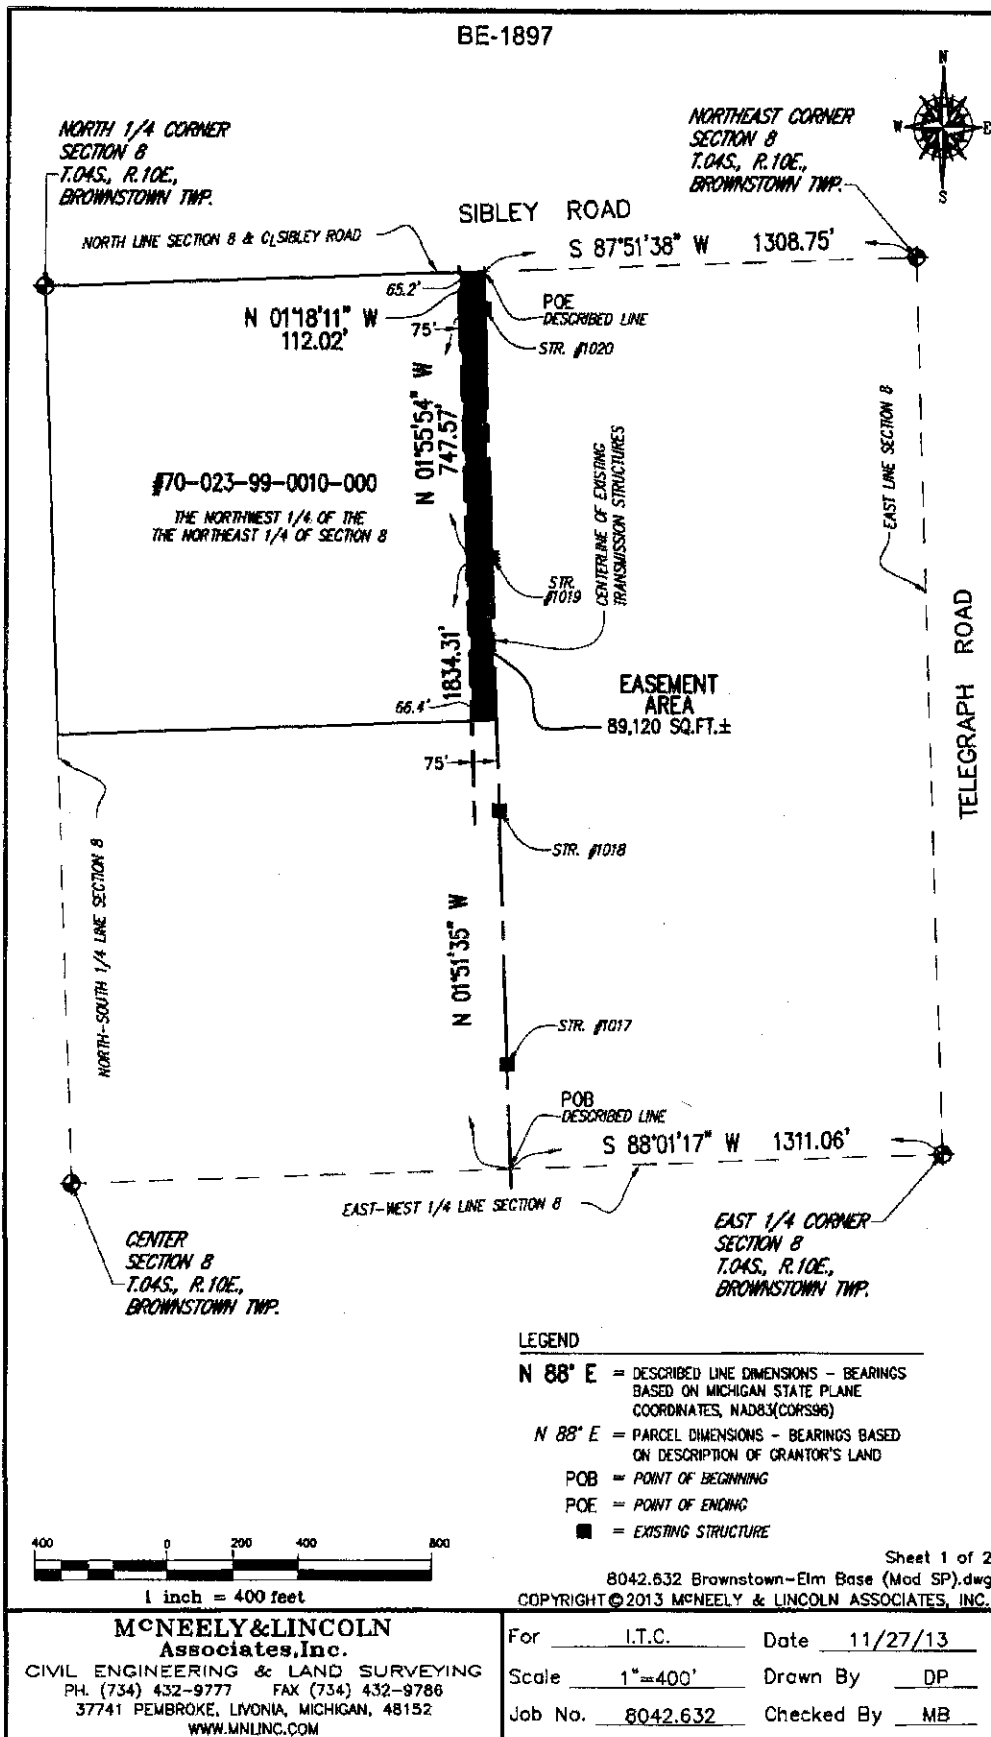 BE-1897
N
W E
S
NORTH 1/4 CORNER
SECTION 8
T.04S., R.10E.,
BROWNSTOWN TWP.
NORTHEAST CORNER
SECTION 8
T.04S., R.10E.,
BROWNSTOWN TWP.
SIBLEY ROAD
NORTH LINE SECTION 8 & CL SIBLEY ROAD
S 87°51'38" W 1308.75'
65.2'
N 01°18'11" W
112.02'
75'
POE
DESCRIBED LINE
STR. #1020
N 01°55'54" W
747.57'
#70-023-99-0010-000
THE NORTHWEST 1/4 OF THE
THE NORTHEAST 1/4 OF SECTION 8
CENTERLINE OF EXISTING
TRANSMISSION STRUCTURES
EAST LINE SECTION 8
STR.
#1019
1834.31'
66.4'
EASEMENT
AREA
89,120 SQ.FT.±
TELEGRAPH ROAD
75'
STR. #1018
NORTH-SOUTH 1/4 LINE SECTION 8
N 01°51'35" W
STR. #1017
POB
DESCRIBED LINE
S 88°01'17" W 1311.06'
EAST-WEST 1/4 LINE SECTION 8
CENTER
SECTION 8
T.04S., R.10E.,
BROWNSTOWN TWP.
EAST 1/4 CORNER
SECTION 8
T.04S., R.10E.,
BROWNSTOWN TWP.
LEGEND
N 88° E = DESCRIBED LINE DIMENSIONS - BEARINGS
BASED ON MICHIGAN STATE PLANE
COORDINATES, NAD83(CORS96)
N 88° E = PARCEL DIMENSIONS - BEARINGS BASED
ON DESCRIPTION OF GRANTOR'S LAND
POB = POINT OF BEGINNING
POE = POINT OF ENDING
■ = EXISTING STRUCTURE
400 0 200 400 800
1 inch = 400 feet
Sheet 1 of 2
8042.632 Brownstown-Elm Base (Mod SP).dwg
COPYRIGHT © 2013 McNEELY & LINCOLN ASSOCIATES, INC.
McNEELY&LINCOLN
Associates,Inc.
CIVIL ENGINEERING & LAND SURVEYING
PH. (734) 432-9777 FAX (734) 432-9786
37741 PEMBROKE, LIVONIA, MICHIGAN, 48152
WWW.MNLINC.COM
For I.T.C. Date 11/27/13
Scale 1"=400' Drawn By DP
Job No. 8042.632 Checked By MB